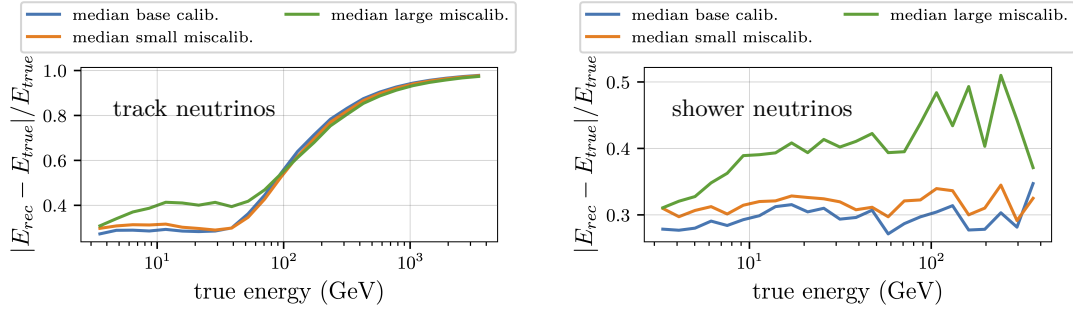 median base calib.
median large miscalib.
median small miscalib.
|E_rec − E_true|/E_true
1.0
0.8
0.6
0.4
track neutrinos
10^1
10^2
10^3
true energy (GeV)
median base calib.
median large miscalib.
median small miscalib.
|E_rec − E_true|/E_true
0.5
0.4
0.3
shower neutrinos
10^1
10^2
true energy (GeV)